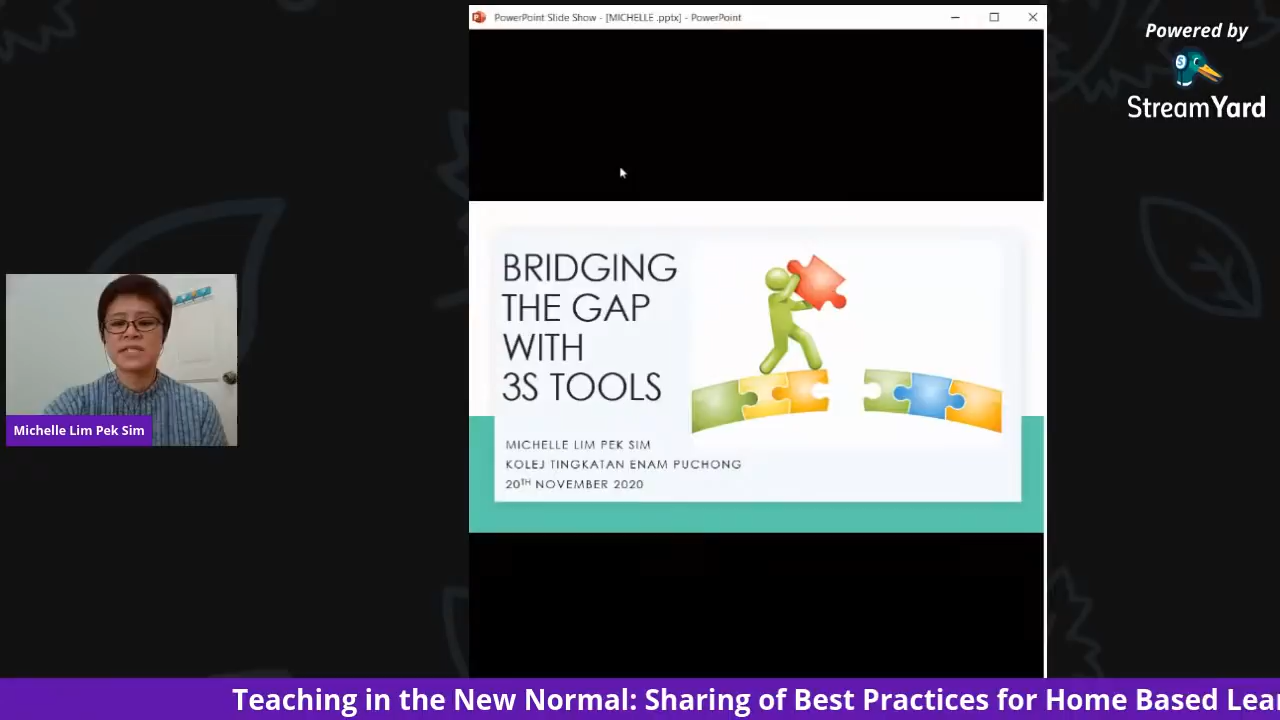 PowerPoint Slide Show - [MICHELLE .pptx] - PowerPoint
Powered by
StreamYard
BRIDGING
THE GAP
WITH
3S TOOLS
MICHELLE LIM PEK SIM
KOLEJ TINGKATAN ENAM PUCHONG
20TH NOVEMBER 2020
Michelle Lim Pek Sim
Teaching in the New Normal: Sharing of Best Practices for Home Based Lea